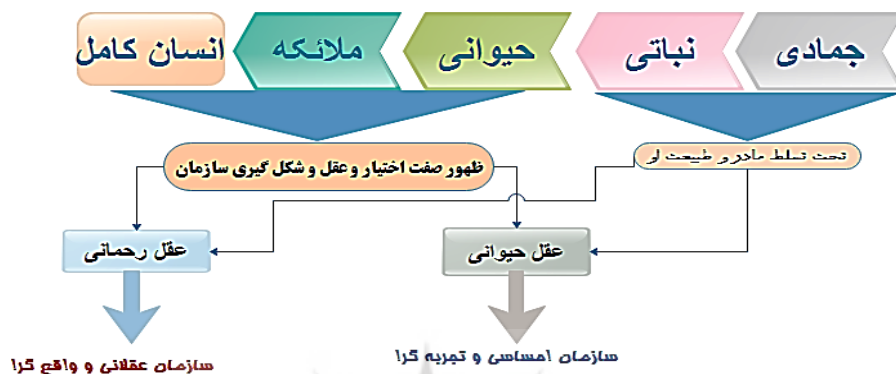 جمادی
نباتی
حیوانی
ملائکه
انسان کامل
تحت تسلط مادر و طبیعت او
ظهور صفت اختیار و عقل و شکل گیری سازمان
عقل حیوانی
عقل رحمانی
سازمان احساسی و تجربه گرا
سازمان عقلانی و واقع گرا